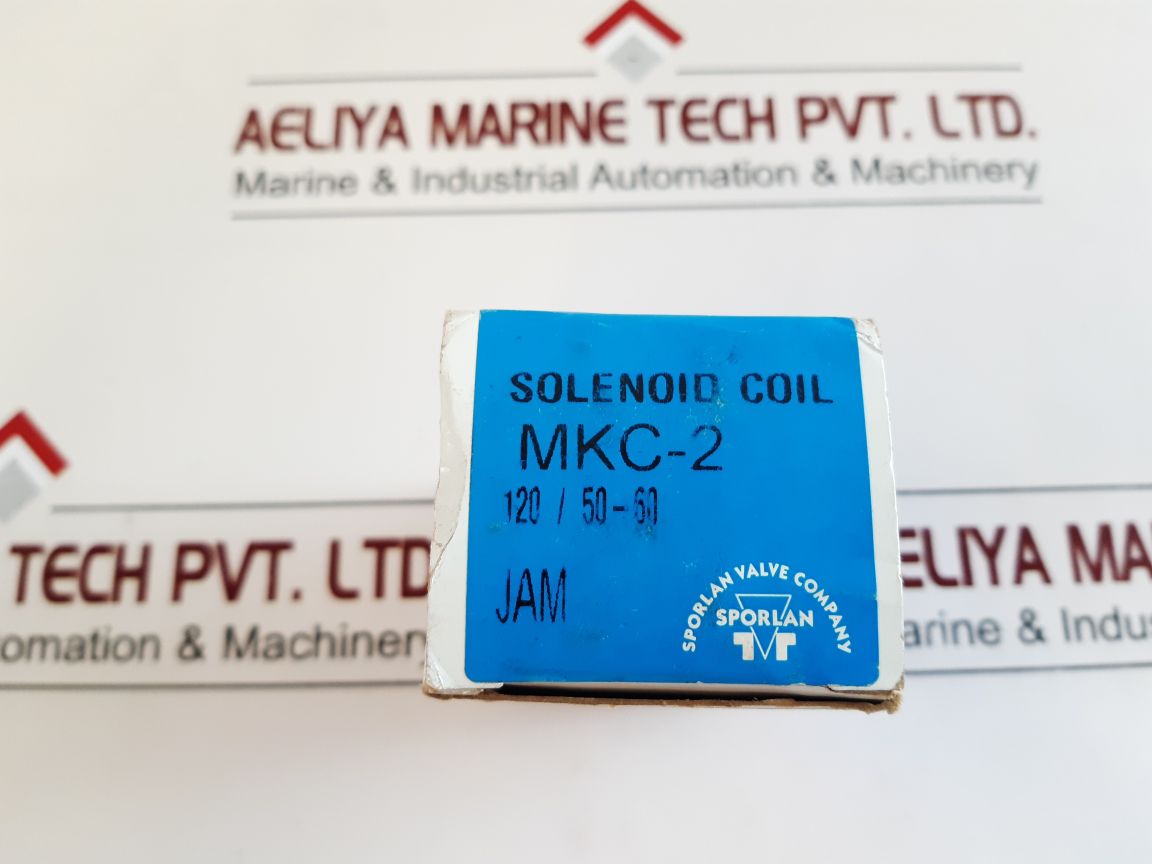 AELIYA MARINE TECH PVT. LTD.
Marine & Industrial Automation & Machinery
SOLENOID COIL
MKC-2
120 / 50-60
JAM
SPORLAN VALVE COMPANY
SPORLAN
TECH PVT. LTD
omation & Machinery
ELIYA MA
arine & Indus